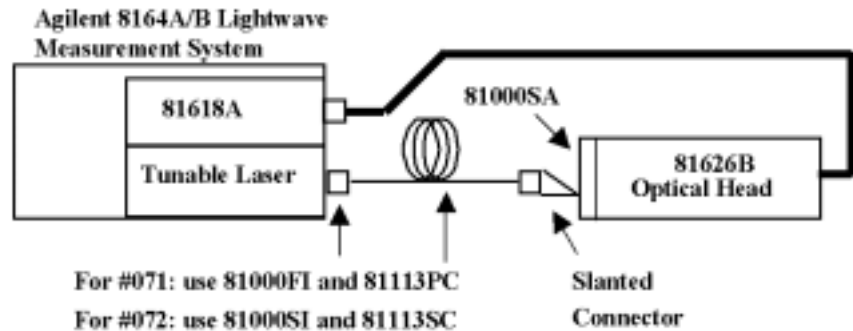 Agilent 8164A/B Lightwave
Measurement System
81618A
Tunable Laser
81000SA
81626B
Optical Head
For #071: use 81000FI and 81113PC
For #072: use 81000SI and 81113SC
Slanted
Connector